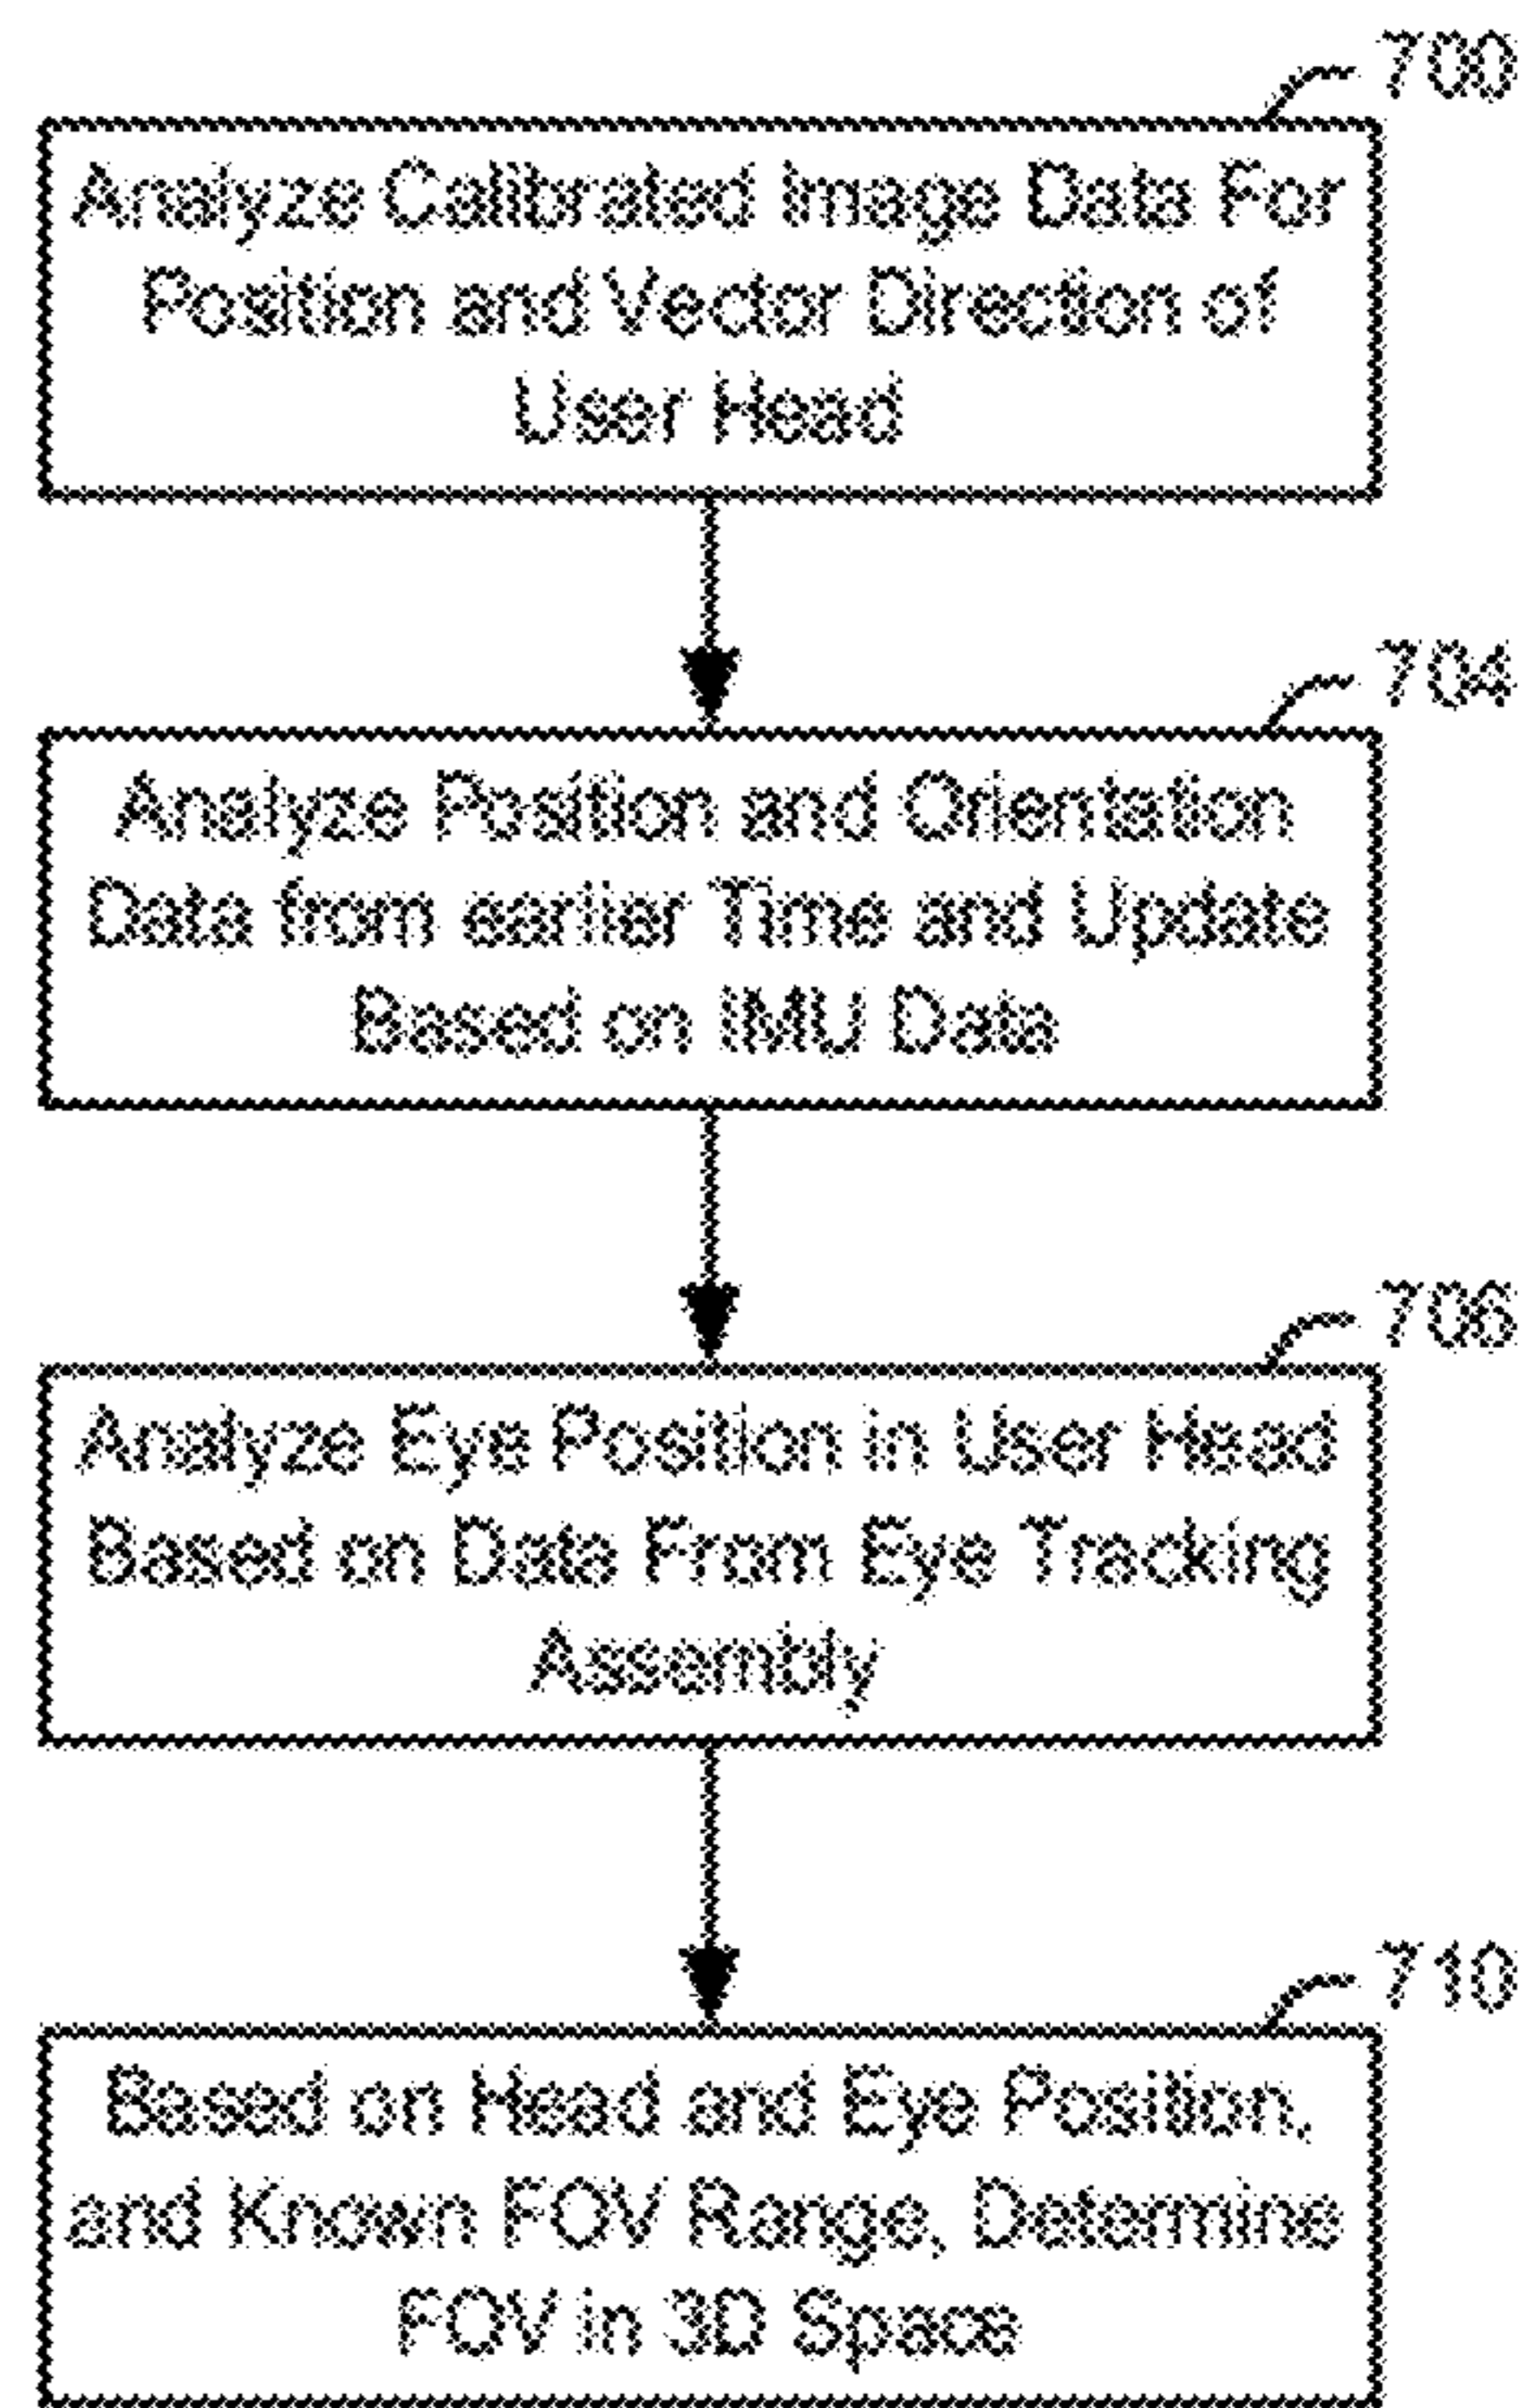 700
Analyze Calibrated Image Data For
Position and Vector Direction of
User Head
704
Analyze Position and Orientation
Data from earlier Time and Update
Based on IMU Data
706
Analyze Eye Position in User Head
Based on Data From Eye Tracking
Assembly
710
Based on Head and Eye Position,
and Known FOV Range, Determine
FOV in 3D Space